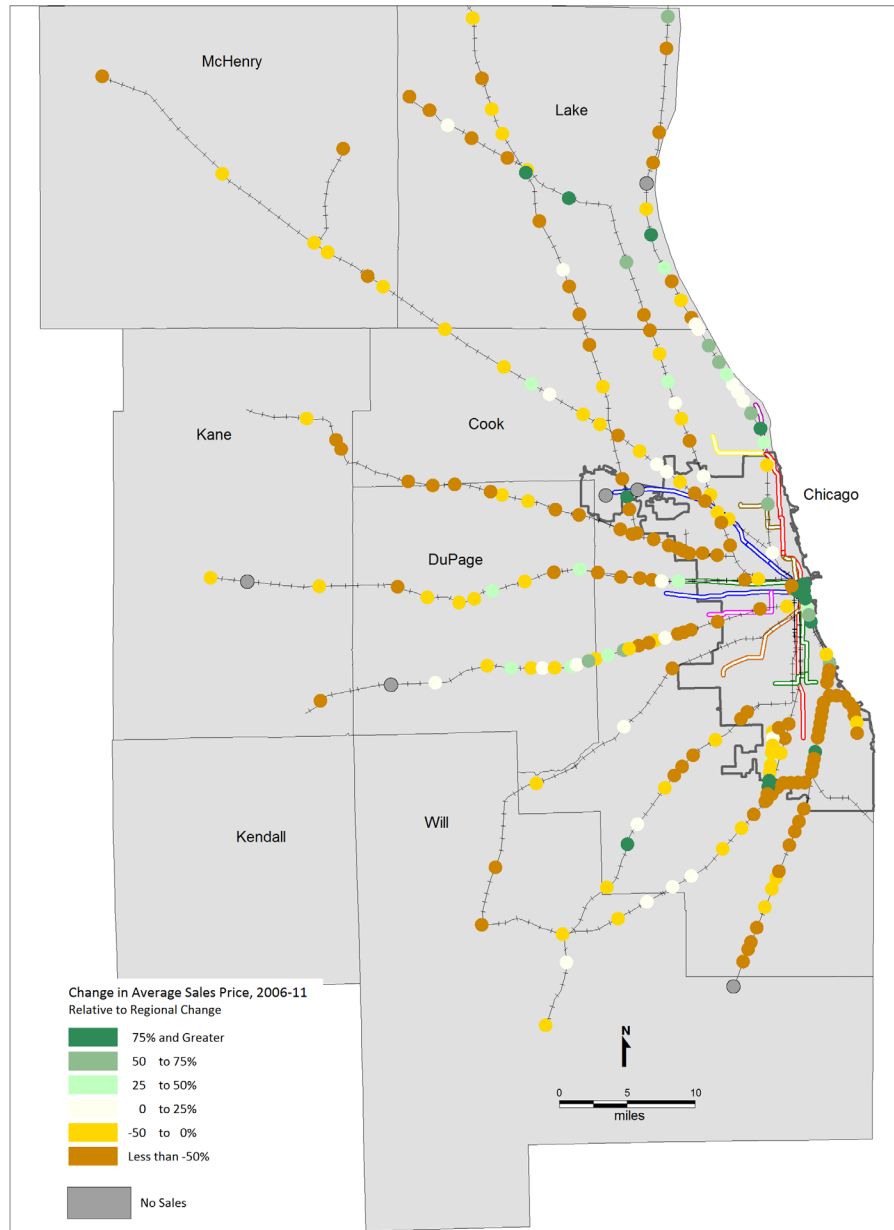 McHenry
Lake
Kane
Cook
Chicago
DuPage
Kendall
Will
Change in Average Sales Price, 2006-11
Relative to Regional Change
75% and Greater
50 to 75%
25 to 50%
0 to 25%
-50 to 0%
Less than -50%
No Sales
N
0 5 10
miles